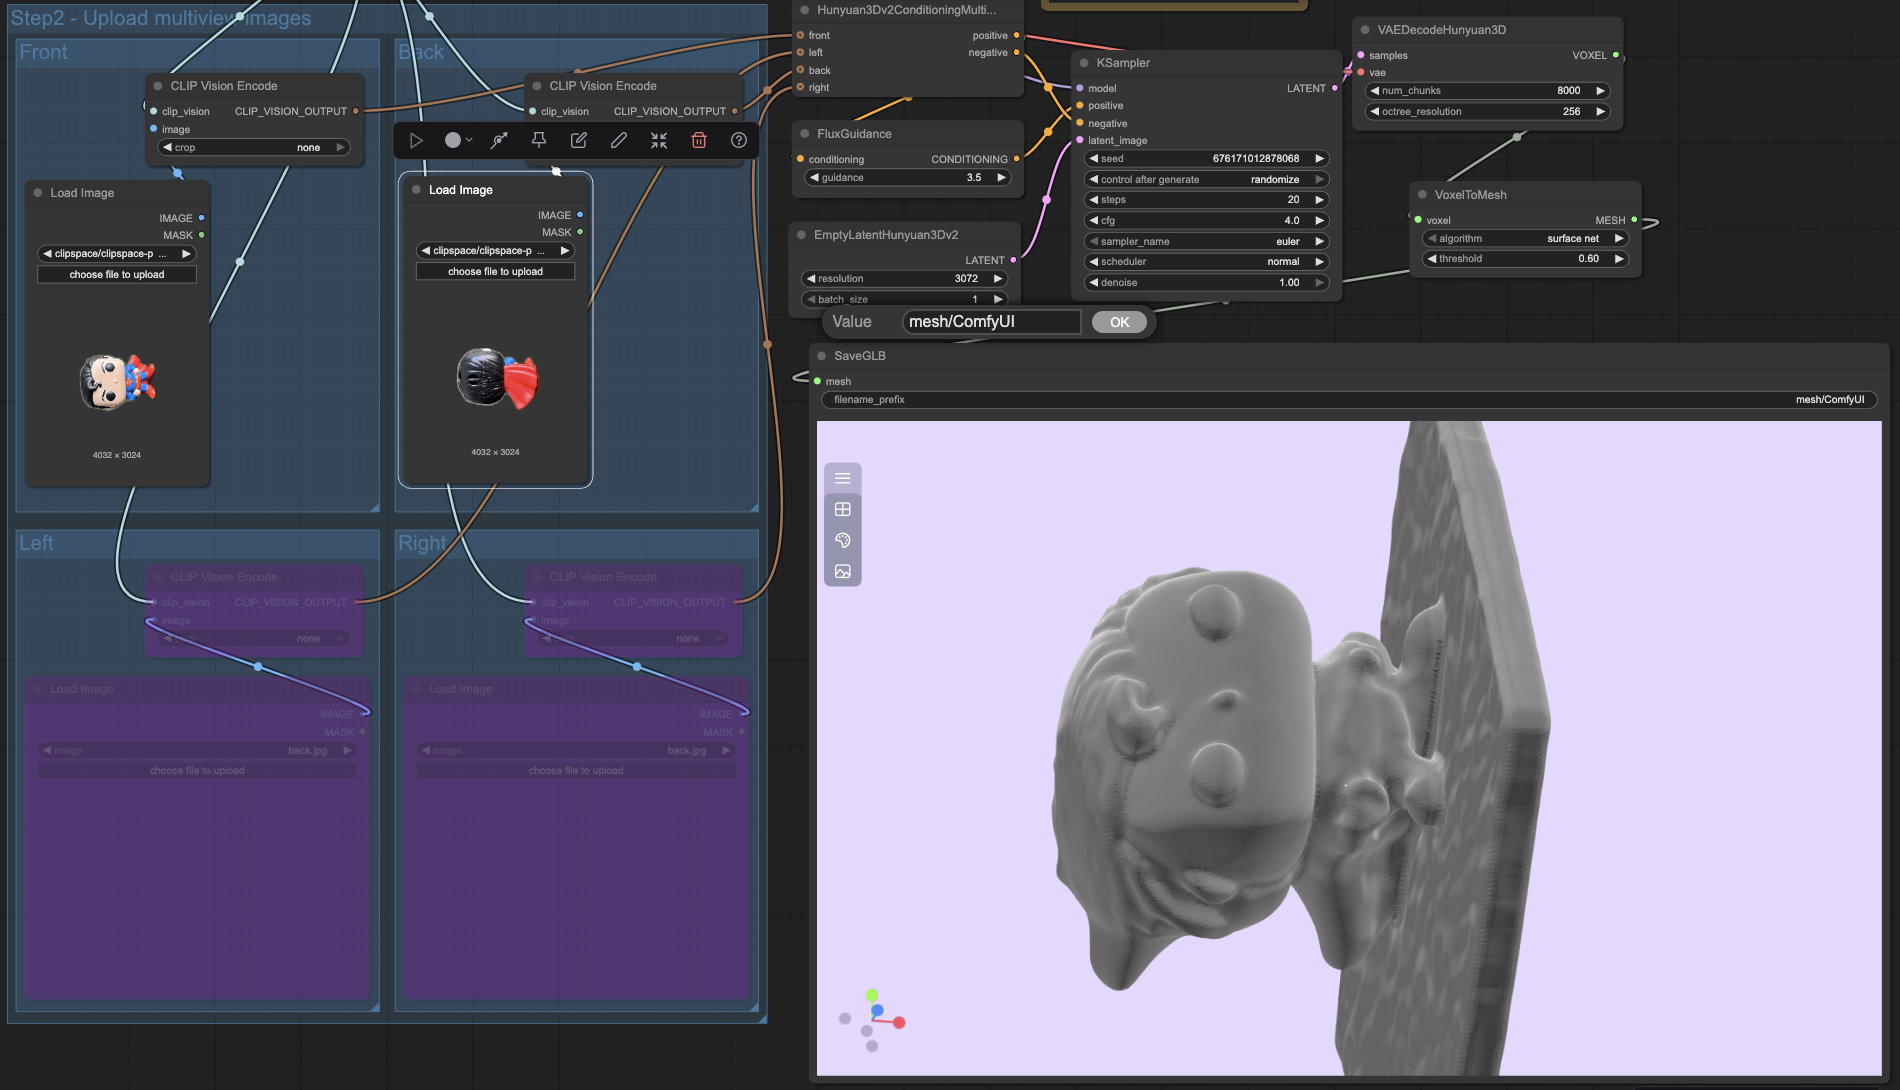 Step2 - Upload multiview images
Front
CLIP Vision Encode
clip_vision
CLIP_VISION_OUTPUT
image
crop
none
Load Image
IMAGE
MASK
clipspace/clipspace-p ...
choose file to upload
4032 × 3024
Back
CLIP Vision Encode
clip_vision
CLIP_VISION_OUTPUT
Load Image
IMAGE
MASK
clipspace/clipspace-p ...
choose file to upload
4032 × 3024
Left
CLIP Vision Encode
clip_vision
CLIP_VISION_OUTPUT
image
crop
none
Load Image
IMAGE
MASK
image
back.jpg
choose file to upload
Right
CLIP Vision Encode
clip_vision
CLIP_VISION_OUTPUT
image
crop
none
Load Image
IMAGE
MASK
image
back.jpg
choose file to upload
Hunyuan3Dv2ConditioningMulti...
front
positive
left
negative
back
right
FluxGuidance
conditioning
CONDITIONING
guidance
3.5
EmptyLatentHunyuan3Dv2
LATENT
resolution
3072
batch_size
1
Value
mesh/ComfyUI
OK
KSampler
model
LATENT
positive
negative
latent_image
seed
676171012878068
control after generate
randomize
steps
20
cfg
4.0
sampler_name
euler
scheduler
normal
denoise
1.00
VAEDecodeHunyuan3D
samples
VOXEL
vae
num_chunks
8000
octree_resolution
256
VoxelToMesh
voxel
MESH
algorithm
surface net
threshold
0.60
SaveGLB
mesh
filename_prefix
mesh/ComfyUI